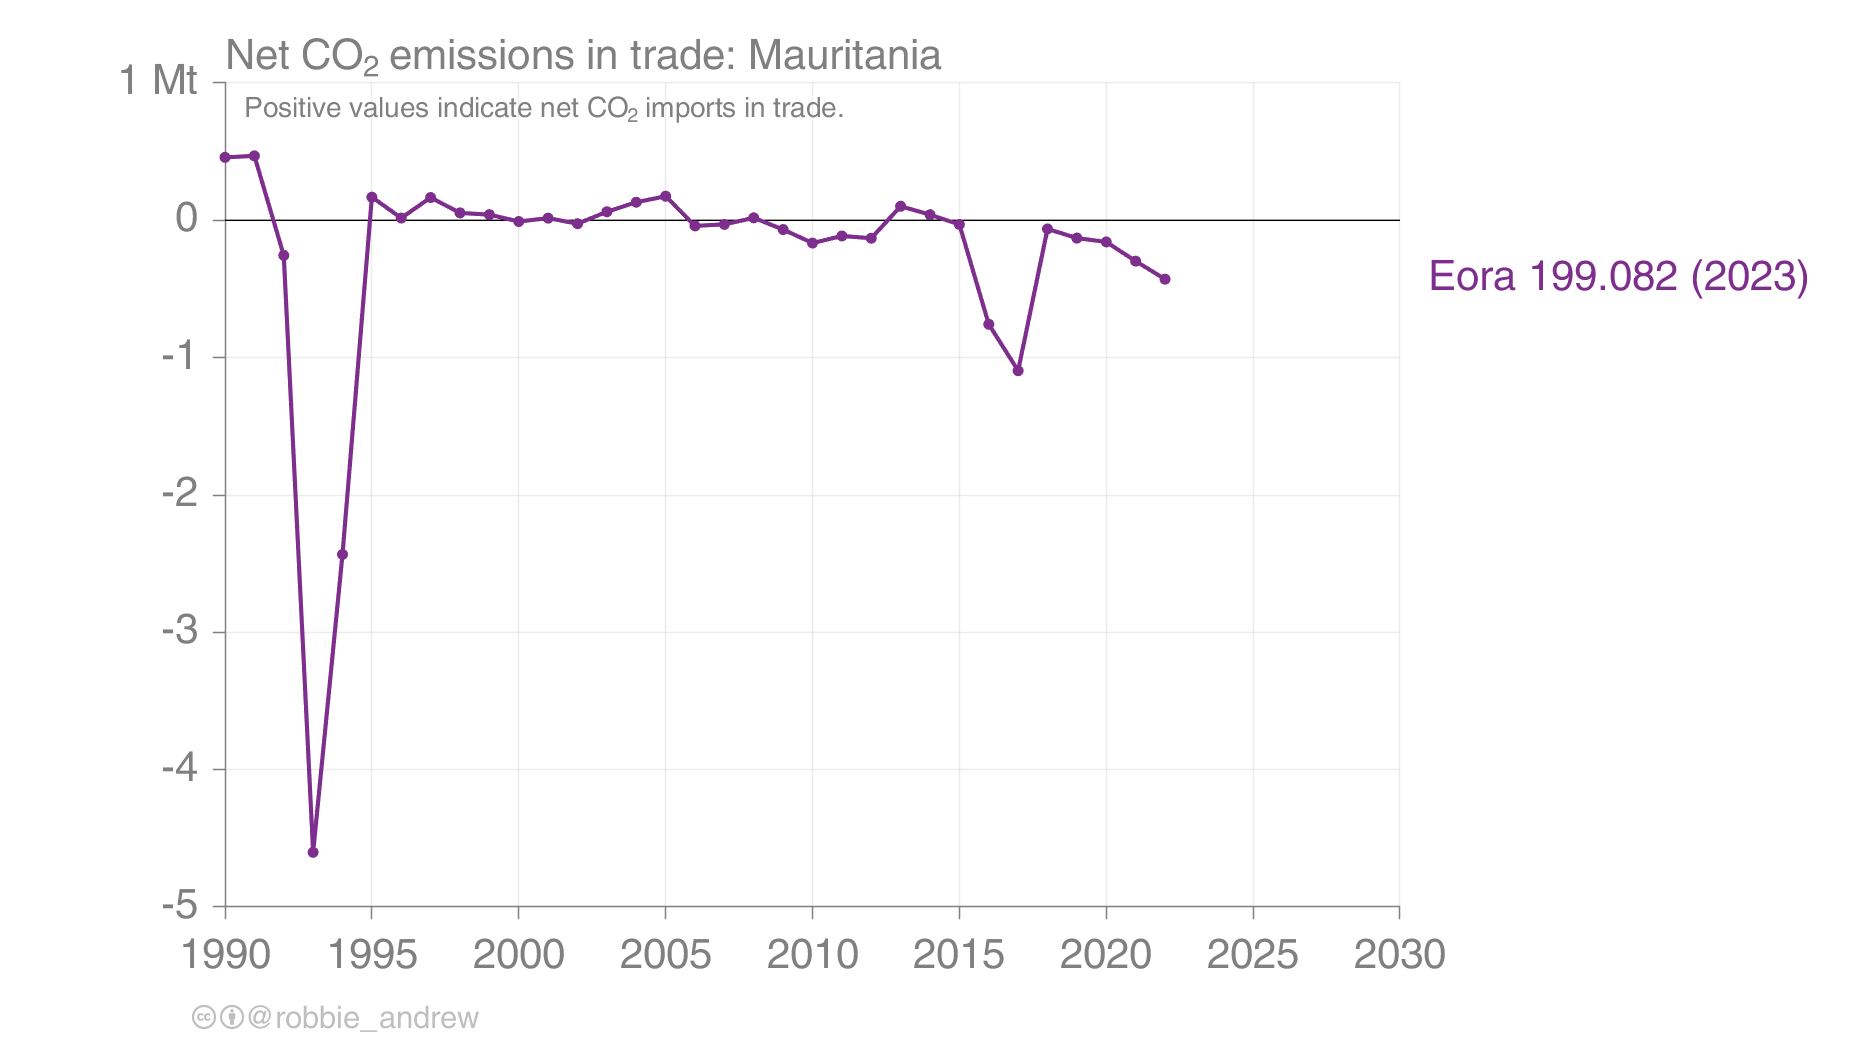 Net CO₂ emissions in trade: Mauritania
1 Mt
Positive values indicate net CO₂ imports in trade.
0
Eora 199.082 (2023)
-1
-2
-3
-4
-5
1990 1995 2000 2005 2010 2015 2020 2025 2030
@robbie_andrew